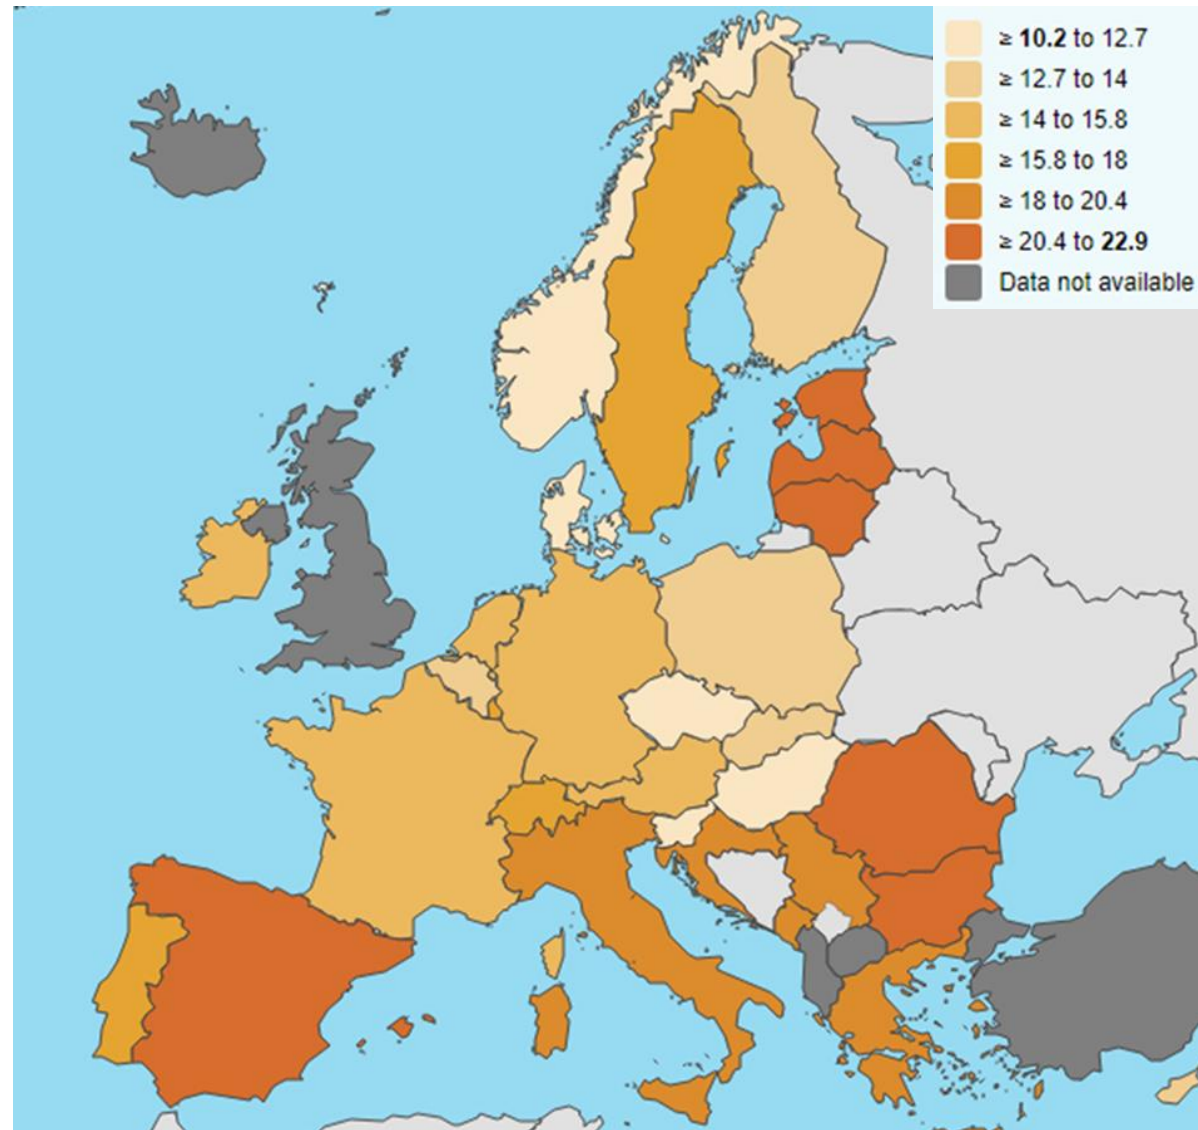 ≥ 10.2 to 12.7
≥ 12.7 to 14
≥ 14 to 15.8
≥ 15.8 to 18
≥ 18 to 20.4
≥ 20.4 to 22.9
Data not available